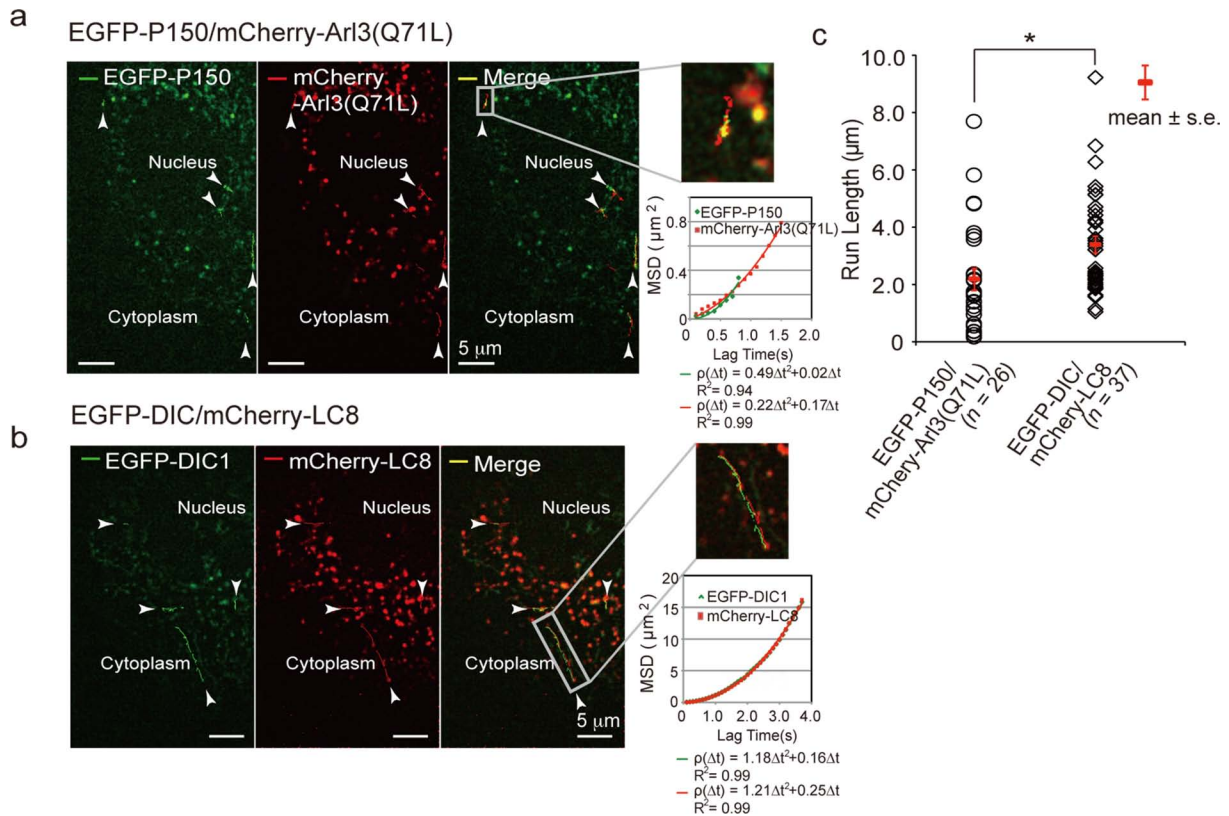 a
EGFP-P150/mCherry-Arl3(Q71L)
EGFP-P150
mCherry
-Arl3(Q71L)
Merge
Nucleus
Cytoplasm
5 μm
MSD ( μm²)
0.8
0.4
0
EGFP-P150
mCherry-Arl3(Q71L)
0 0.5 1.0 1.5 2.0
Lag Time(s)
ρ(Δt) = 0.49Δt²+0.02Δt
R²= 0.94
ρ(Δt) = 0.22Δt²+0.17Δt
R²= 0.99
EGFP-DIC/mCherry-LC8
b
EGFP-DIC1
mCherry-LC8
Merge
Nucleus
Cytoplasm
5 μm
MSD ( μm²)
20
15
10
5
0
EGFP-DIC1
mCherry-LC8
0 1.0 2.0 3.0 4.0
Lag Time(s)
ρ(Δt) = 1.18Δt²+0.16Δt
R²= 0.99
ρ(Δt) = 1.21Δt²+0.25Δt
R²= 0.99
c
*
Run Length (μm)
10.0
8.0
6.0
4.0
2.0
0
mean ± s.e.
EGFP-P150/
mChery-Arl3(Q71L)
(n = 26)
EGFP-DIC/
mChery-LC8
(n = 37)